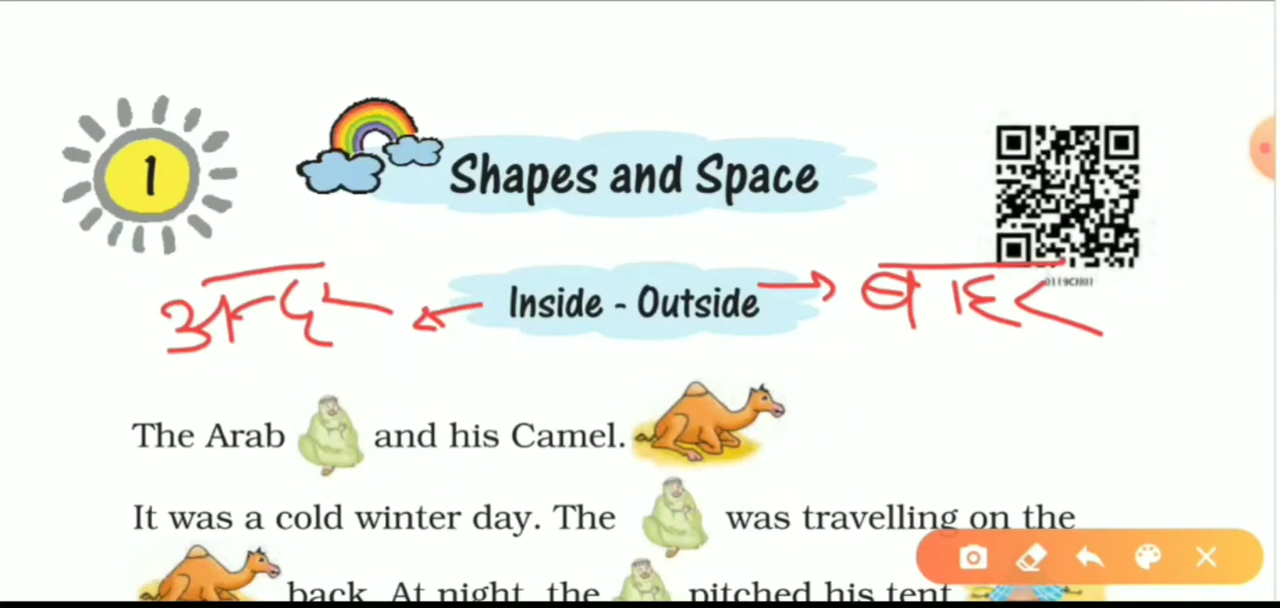 1
Shapes and Space
0119CH01
अन्दर ← Inside - Outside → बाहर
The Arab and his Camel.
It was a cold winter day. The was travelling on the
back. At night, the pitched his tent